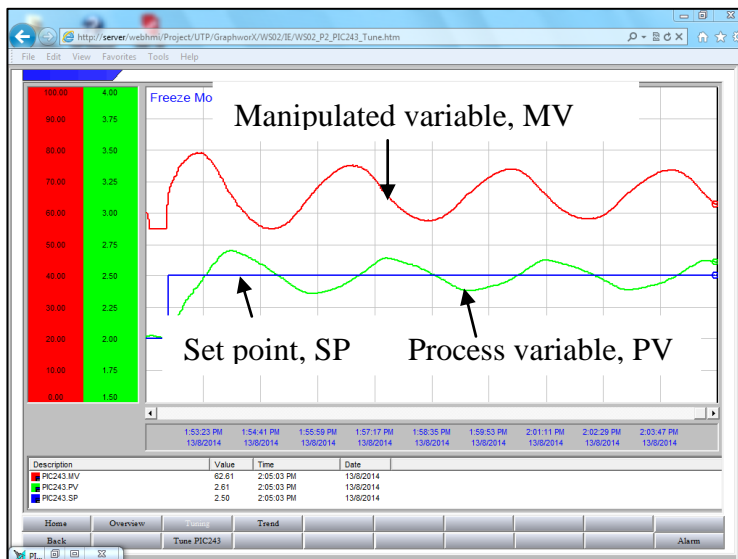 http://server/webhmi/Project/UTP/GraphworX/WS02/IE/WS02_P2_PIC243_Tune.htm
File Edit View Favorites Tools Help
Freeze Mo
Manipulated variable, MV
100.00 4.00
90.00 3.75
80.00 3.50
70.00 3.25
60.00 3.00
50.00 2.75
40.00 2.50
30.00 2.25
20.00 2.00
10.00 1.75
0.00 1.50
Set point, SP
Process variable, PV
1:53:23 PM 1:54:41 PM 1:55:59 PM 1:57:17 PM 1:58:35 PM 1:59:53 PM 2:01:11 PM 2:02:29 PM 2:03:47 PM
13/8/2014 13/8/2014 13/8/2014 13/8/2014 13/8/2014 13/8/2014 13/8/2014 13/8/2014 13/8/2014
Description Value Time Date
PIC243.MV 62.61 2:05:03 PM 13/8/2014
PIC243.PV 2.61 2:05:03 PM 13/8/2014
PIC243.SP 2.50 2:05:03 PM 13/8/2014
Home Overview Tuning Trend
Back Tune PIC243 Alarm
PI...